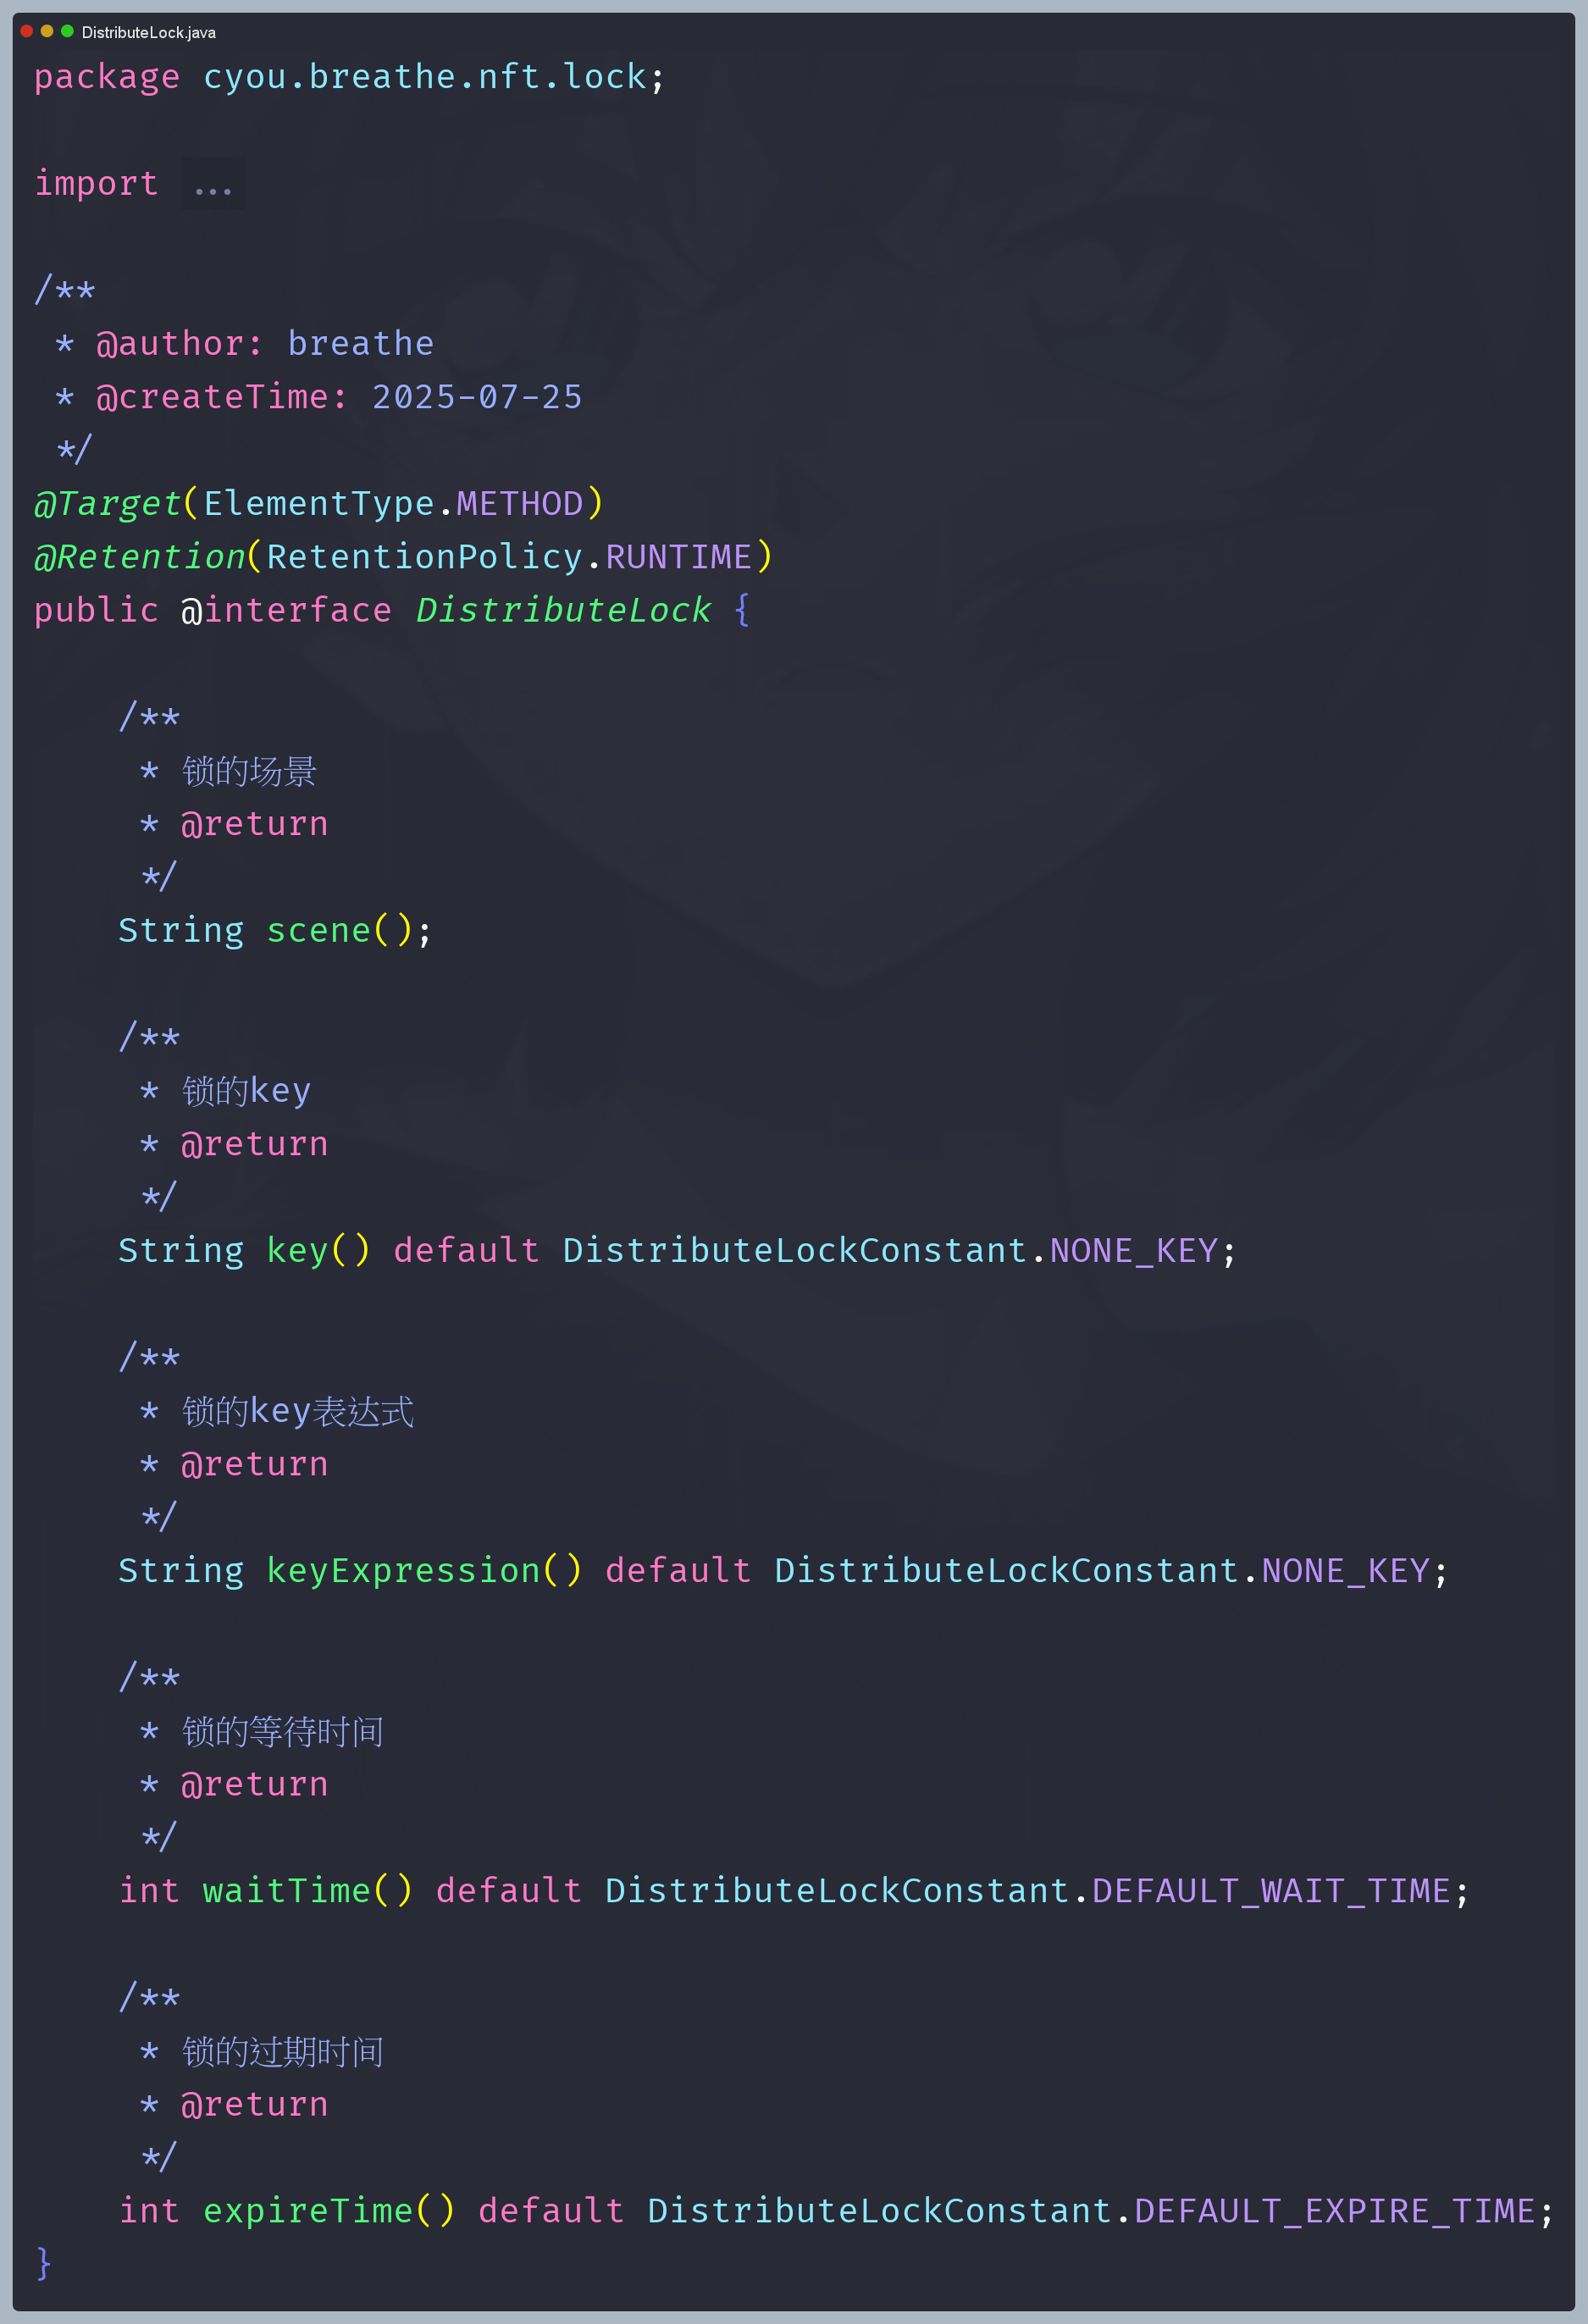 DistributeLock.java
package cyou.breathe.nft.lock;
import ...
/**
 * @author: breathe
 * @createTime: 2025-07-25
 */
@Target(ElementType.METHOD)
@Retention(RetentionPolicy.RUNTIME)
public @interface DistributeLock {
    /**
     * 锁的场景
     * @return
     */
    String scene();
    /**
     * 锁的key
     * @return
     */
    String key() default DistributeLockConstant.NONE_KEY;
    /**
     * 锁的key表达式
     * @return
     */
    String keyExpression() default DistributeLockConstant.NONE_KEY;
    /**
     * 锁的等待时间
     * @return
     */
    int waitTime() default DistributeLockConstant.DEFAULT_WAIT_TIME;
    /**
     * 锁的过期时间
     * @return
     */
    int expireTime() default DistributeLockConstant.DEFAULT_EXPIRE_TIME;
}